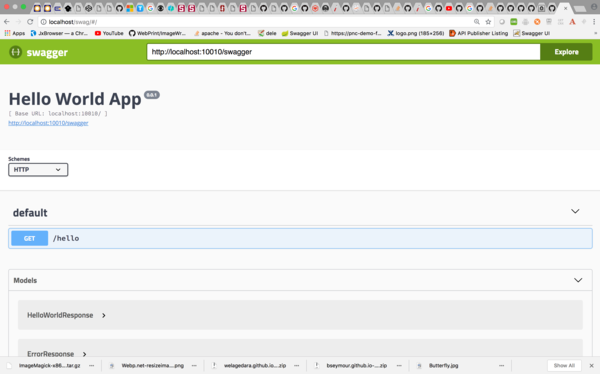 localhost/swag/#/
Apps JxBrowser — a Chr... YouTube WebPrint/ImageWr... apache - You don't... dele Swagger UI https://pnc-demo-f... logo.png (185×256) API Publisher Listing Swagger UI
swagger http://localhost:10010/swagger Explore
Hello World App 0.0.1
[ Base URL: localhost:10010/ ]
http://localhost:10010/swagger
Schemes
HTTP
default
GET /hello
Models
HelloWorldResponse
ErrorResponse
ImageMagick-x86....tar.gz Webp.net-resizeima....png welagedara.github.io....zip bseymour.github.io-....zip Butterfly.jpg Show All